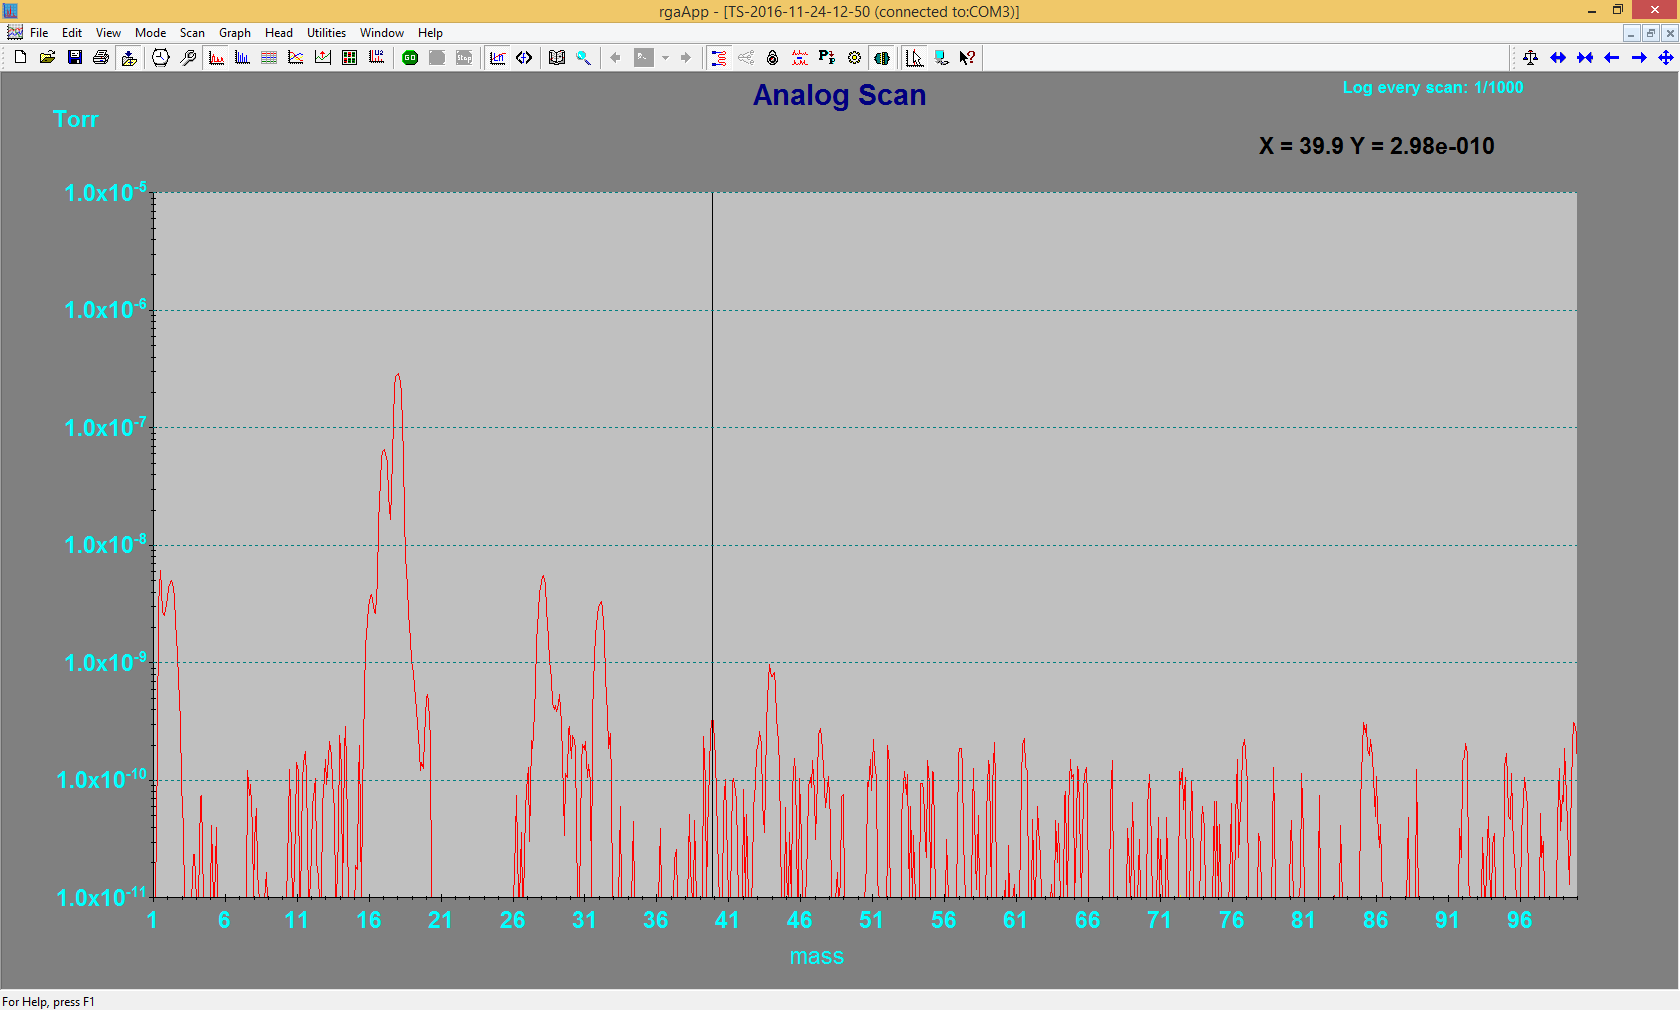 rgaApp - [TS-2016-11-24-12-50 (connected to:COM3)]
File Edit View Mode Scan Graph Head Utilities Window Help
GO Stop
Analog Scan
Log every scan: 1/1000
Torr
X = 39.9 Y = 2.98e-010
1.0x10-5
1.0x10-6
1.0x10-7
1.0x10-8
1.0x10-9
1.0x10-10
1.0x10-11
1 6 11 16 21 26 31 36 41 46 51 56 61 66 71 76 81 86 91 96
mass
For Help, press F1